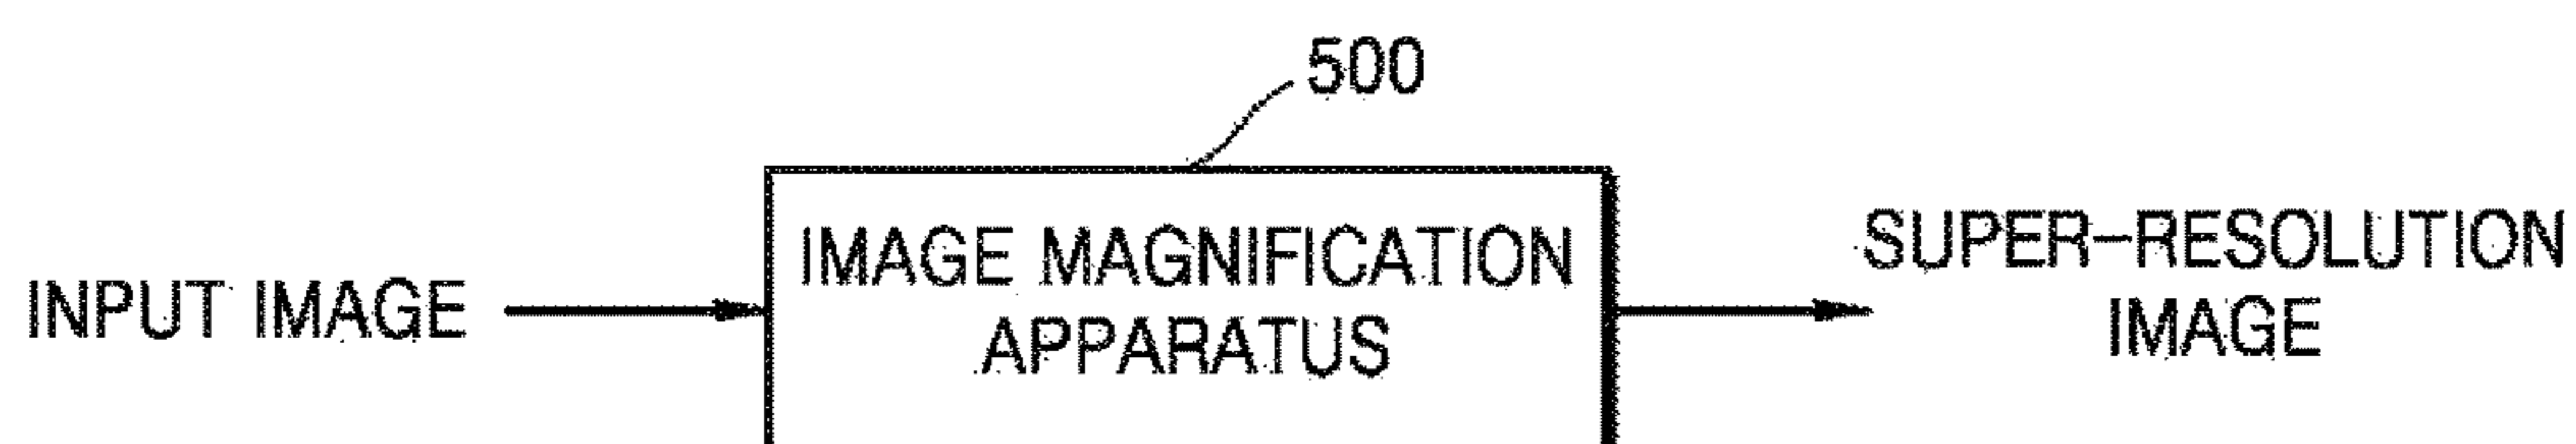 500
INPUT IMAGE
IMAGE MAGNIFICATION
APPARATUS
SUPER-RESOLUTION
IMAGE